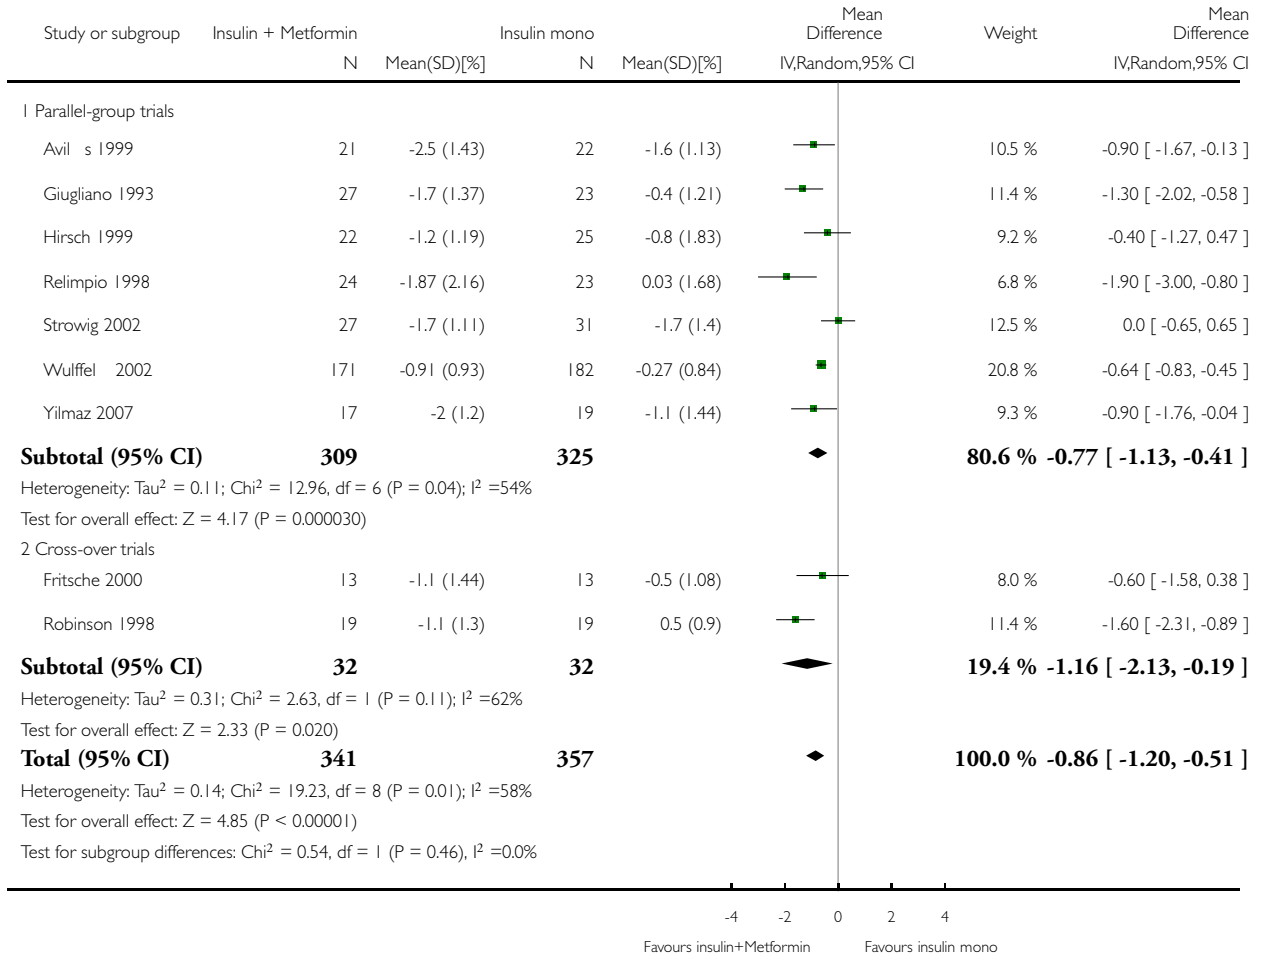 Mean Mean
Study or subgroup Insulin + Metformin Insulin mono Difference Weight Difference
N Mean(SD)[%] N Mean(SD)[%] IV,Random,95% CI IV,Random,95% CI
1 Parallel-group trials
Avil s 1999 21 -2.5 (1.43) 22 -1.6 (1.13) 10.5 % -0.90 [ -1.67, -0.13 ]
Giugliano 1993 27 -1.7 (1.37) 23 -0.4 (1.21) 11.4 % -1.30 [ -2.02, -0.58 ]
Hirsch 1999 22 -1.2 (1.19) 25 -0.8 (1.83) 9.2 % -0.40 [ -1.27, 0.47 ]
Relimpio 1998 24 -1.87 (2.16) 23 0.03 (1.68) 6.8 % -1.90 [ -3.00, -0.80 ]
Strowig 2002 27 -1.7 (1.11) 31 -1.7 (1.4) 12.5 % 0.0 [ -0.65, 0.65 ]
Wulffel 2002 171 -0.91 (0.93) 182 -0.27 (0.84) 20.8 % -0.64 [ -0.83, -0.45 ]
Yilmaz 2007 17 -2 (1.2) 19 -1.1 (1.44) 9.3 % -0.90 [ -1.76, -0.04 ]
Subtotal (95% CI) 309 325 80.6 % -0.77 [ -1.13, -0.41 ]
Heterogeneity: Tau² = 0.11; Chi² = 12.96, df = 6 (P = 0.04); I² =54%
Test for overall effect: Z = 4.17 (P = 0.000030)
2 Cross-over trials
Fritsche 2000 13 -1.1 (1.44) 13 -0.5 (1.08) 8.0 % -0.60 [ -1.58, 0.38 ]
Robinson 1998 19 -1.1 (1.3) 19 0.5 (0.9) 11.4 % -1.60 [ -2.31, -0.89 ]
Subtotal (95% CI) 32 32 19.4 % -1.16 [ -2.13, -0.19 ]
Heterogeneity: Tau² = 0.31; Chi² = 2.63, df = 1 (P = 0.11); I² =62%
Test for overall effect: Z = 2.33 (P = 0.020)
Total (95% CI) 341 357 100.0 % -0.86 [ -1.20, -0.51 ]
Heterogeneity: Tau² = 0.14; Chi² = 19.23, df = 8 (P = 0.01); I² =58%
Test for overall effect: Z = 4.85 (P < 0.00001)
Test for subgroup differences: Chi² = 0.54, df = 1 (P = 0.46), I² =0.0%
-4 -2 0 2 4
Favours insulin+Metformin Favours insulin mono